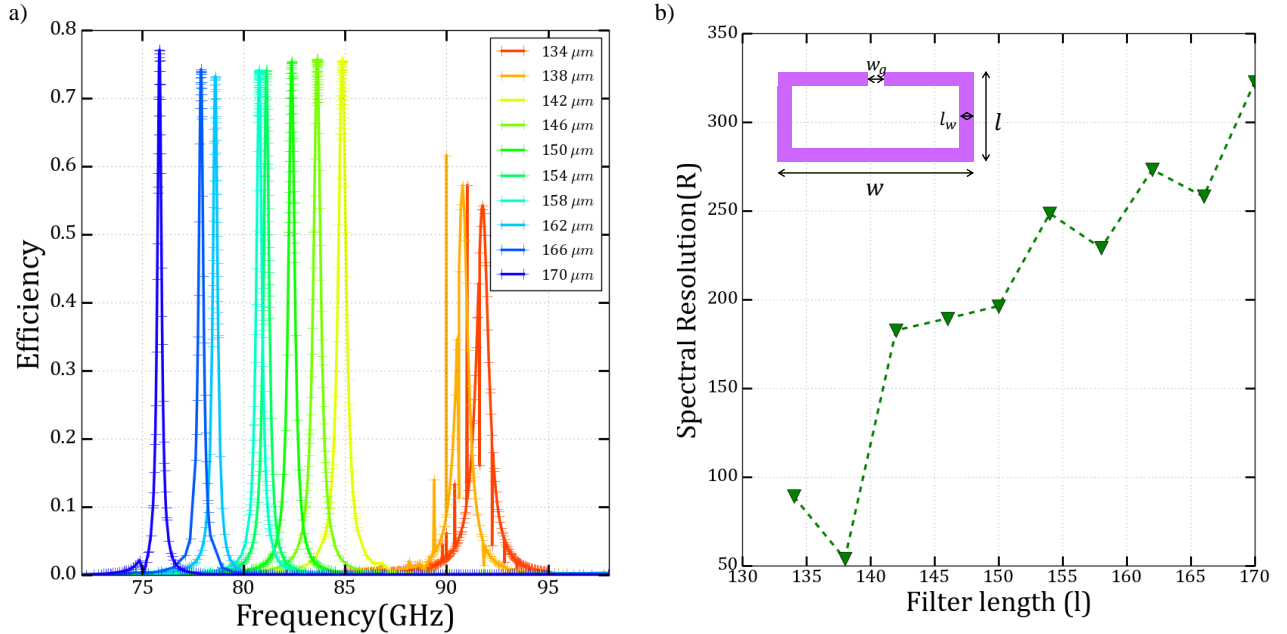 a)
0.8
0.7
0.6
0.5
0.4
0.3
0.2
0.1
0.0
Efficiency
75 80 85 90 95
Frequency(GHz)
134 μm
138 μm
142 μm
146 μm
150 μm
154 μm
158 μm
162 μm
166 μm
170 μm
b)
350
300
250
200
150
100
50
Spectral Resolution(R)
130 135 140 145 150 155 160 165 170
Filter length (l)
w_g
l_w
l
w